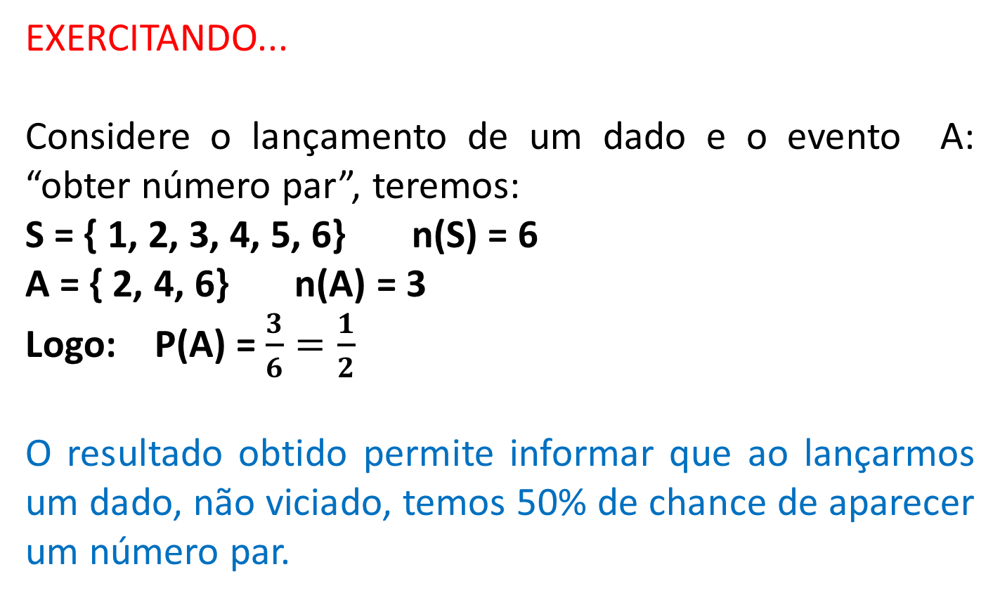 EXERCITANDO...
Considere o lançamento de um dado e o evento A:
“obter número par”, teremos:
S = { 1, 2, 3, 4, 5, 6} n(S) = 6
A = { 2, 4, 6} n(A) = 3
Logo: P(A) = 3/6 = 1/2
O resultado obtido permite informar que ao lançarmos
um dado, não viciado, temos 50% de chance de aparecer
um número par.